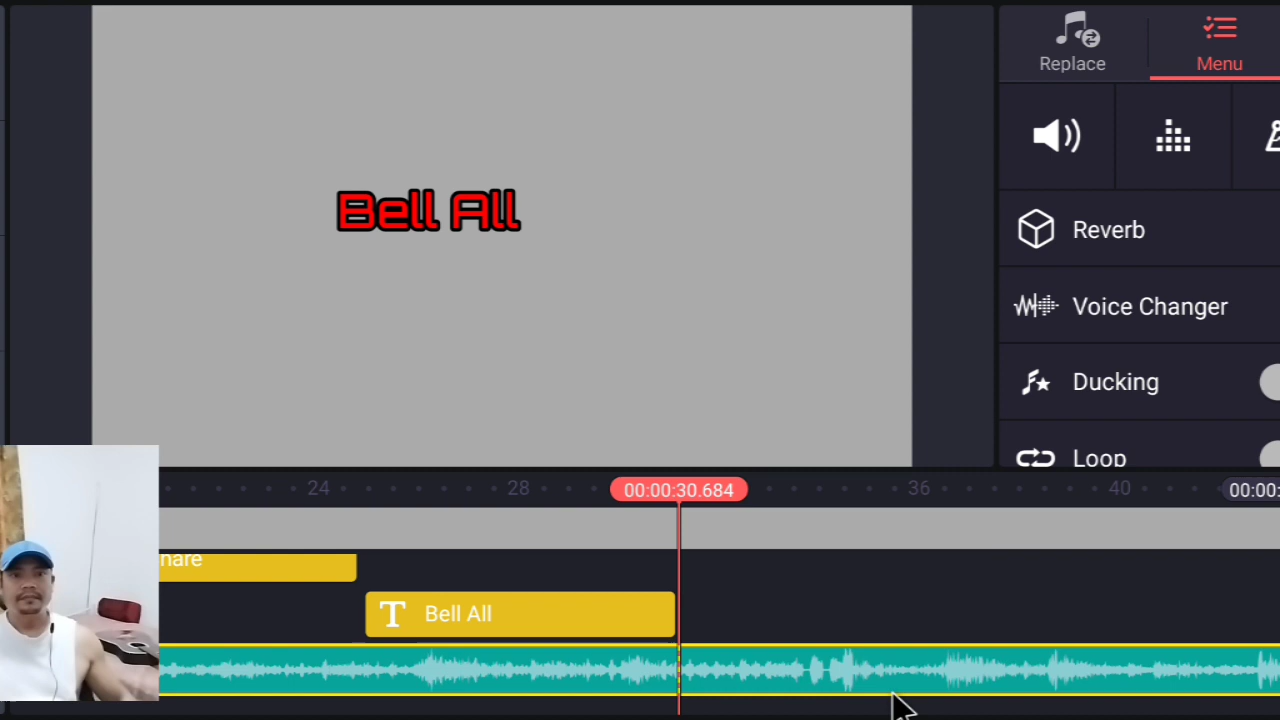 Replace
Menu
Bell All
Reverb
Voice Changer
Ducking
Loop
24
28
00:00:30.684
36
40
00:00:
hare
T Bell All